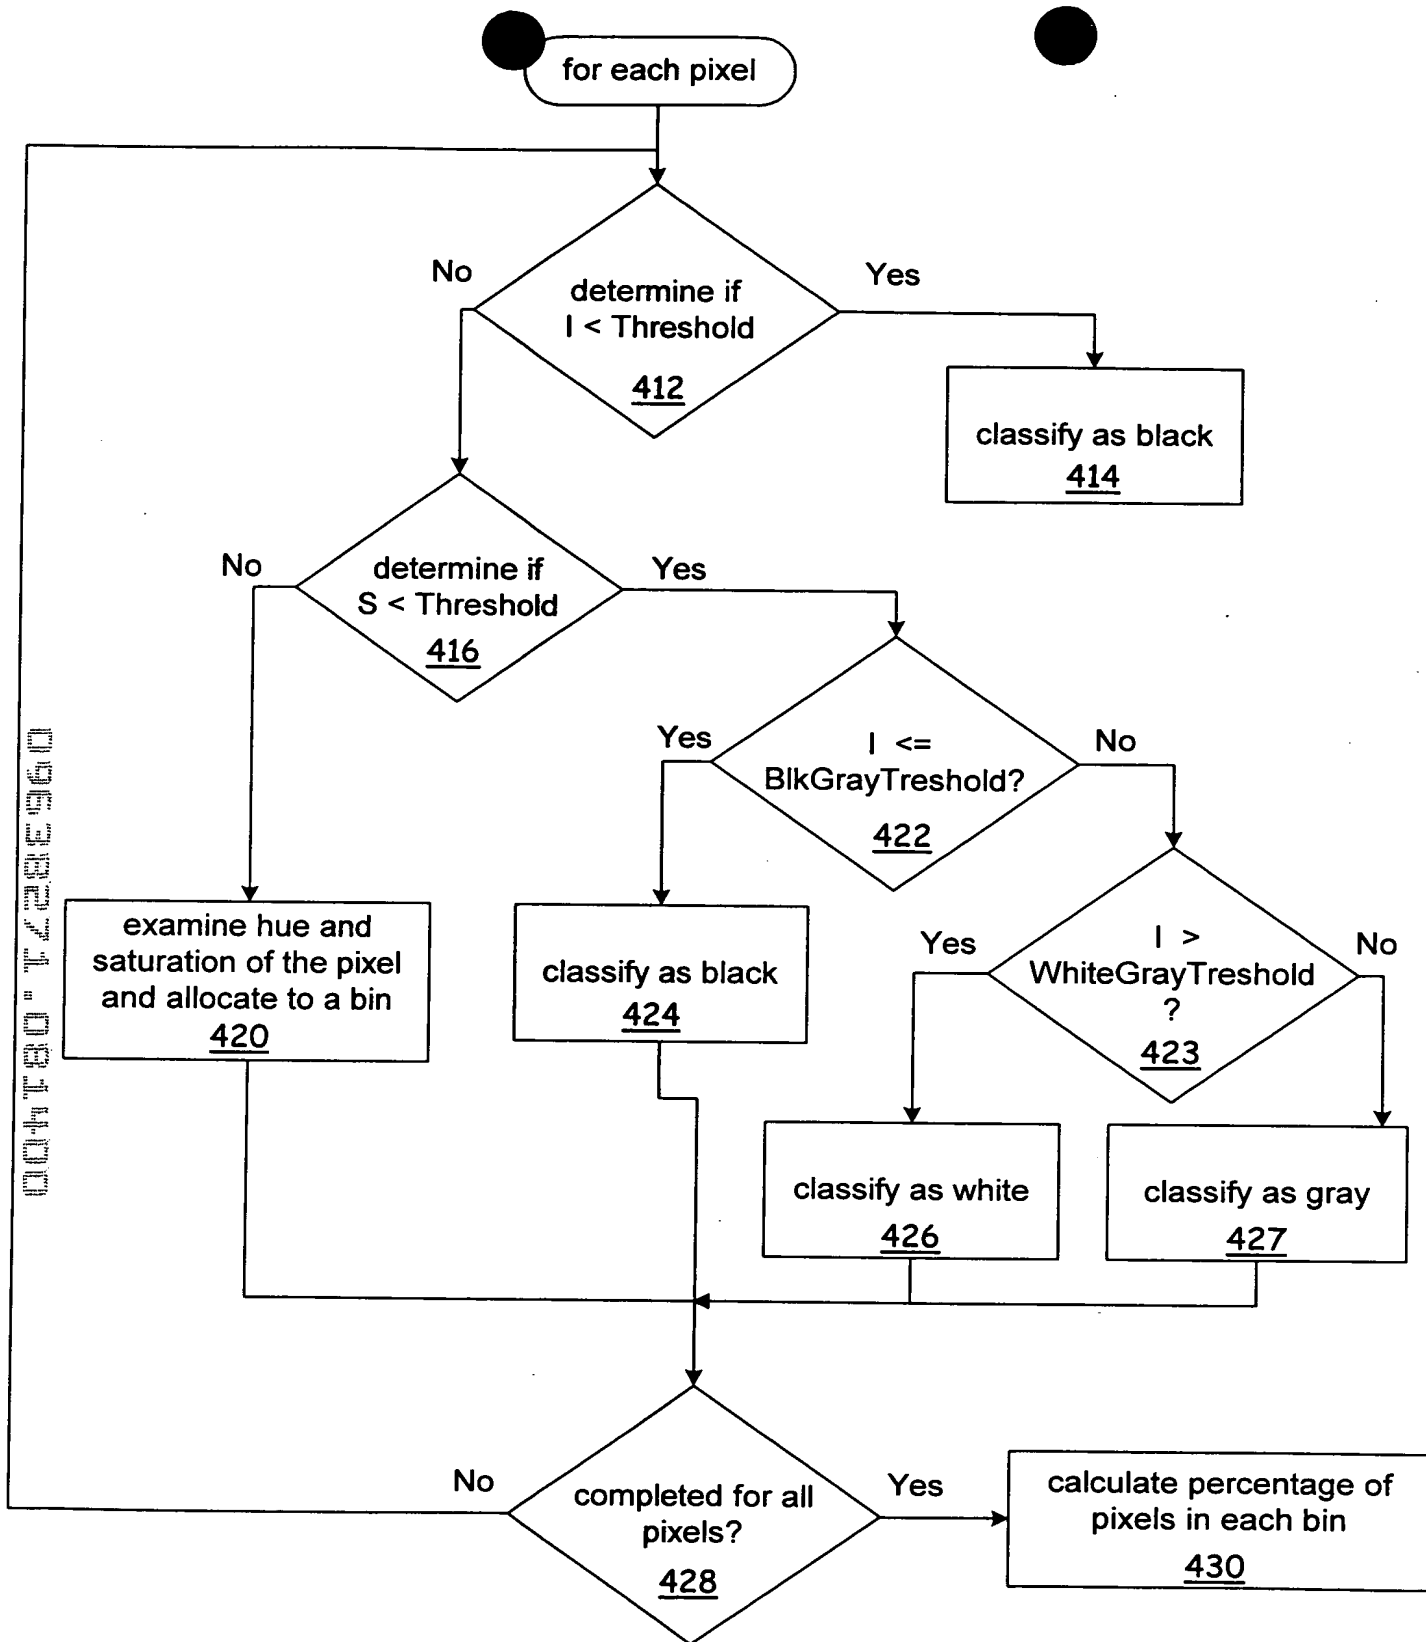 for each pixel
No
Yes
determine if
I < Threshold
412
classify as black
414
No
determine if
S < Threshold
416
Yes
Yes
I <=
BlkGrayTreshold?
422
No
examine hue and
saturation of the pixel
and allocate to a bin
420
classify as black
424
Yes
I >
WhiteGrayTreshold
?
423
No
classify as white
426
classify as gray
427
No
completed for all
pixels?
428
Yes
calculate percentage of
pixels in each bin
430
09638271.081400